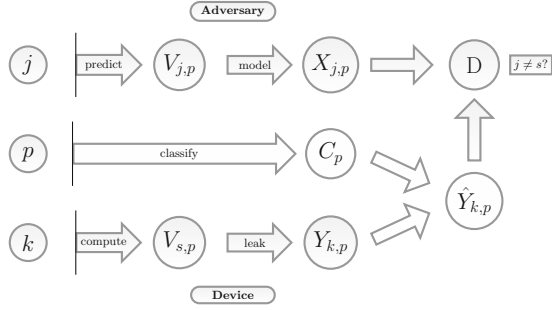 Adversary
j predict V_{j,p} model X_{j,p} D j ≠ s?
p classify C_p
Ŷ_{k,p}
k compute V_{s,p} leak Y_{k,p}
Device